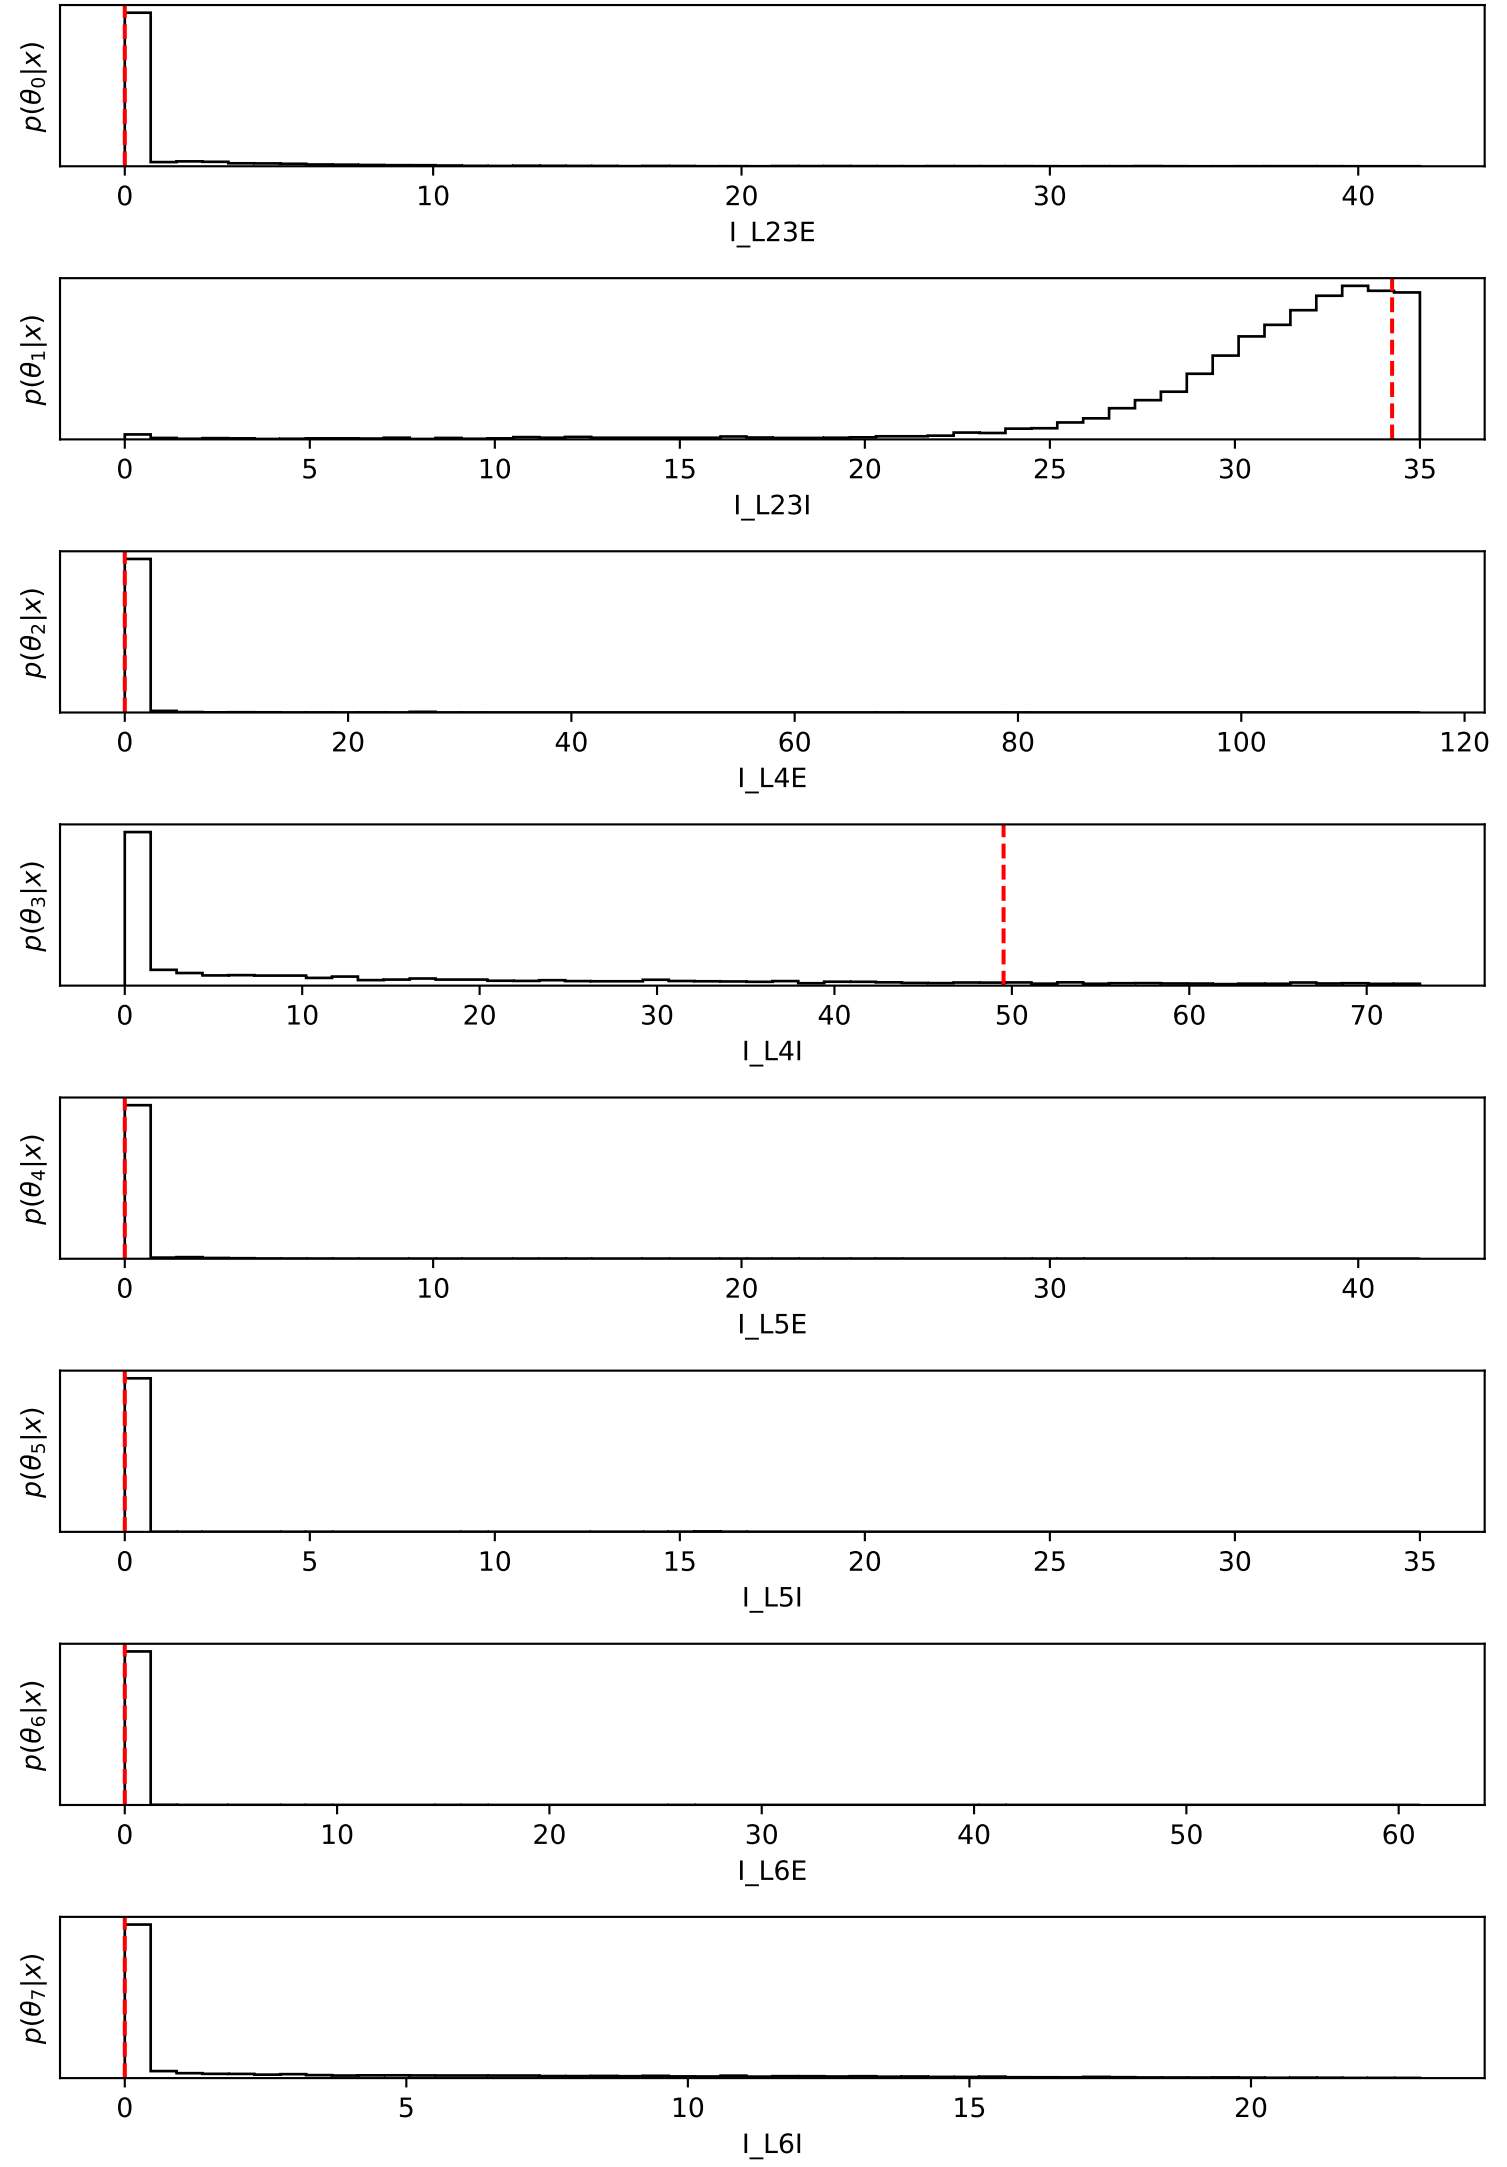 p(θ₀|x)
0 10 20 30 40
I_L23E
p(θ₁|x)
0 5 10 15 20 25 30 35
I_L23I
p(θ₂|x)
0 20 40 60 80 100 120
I_L4E
p(θ₃|x)
0 10 20 30 40 50 60 70
I_L4I
p(θ₄|x)
0 10 20 30 40
I_L5E
p(θ₅|x)
0 5 10 15 20 25 30 35
I_L5I
p(θ₆|x)
0 10 20 30 40 50 60
I_L6E
p(θ₇|x)
0 5 10 15 20
I_L6I